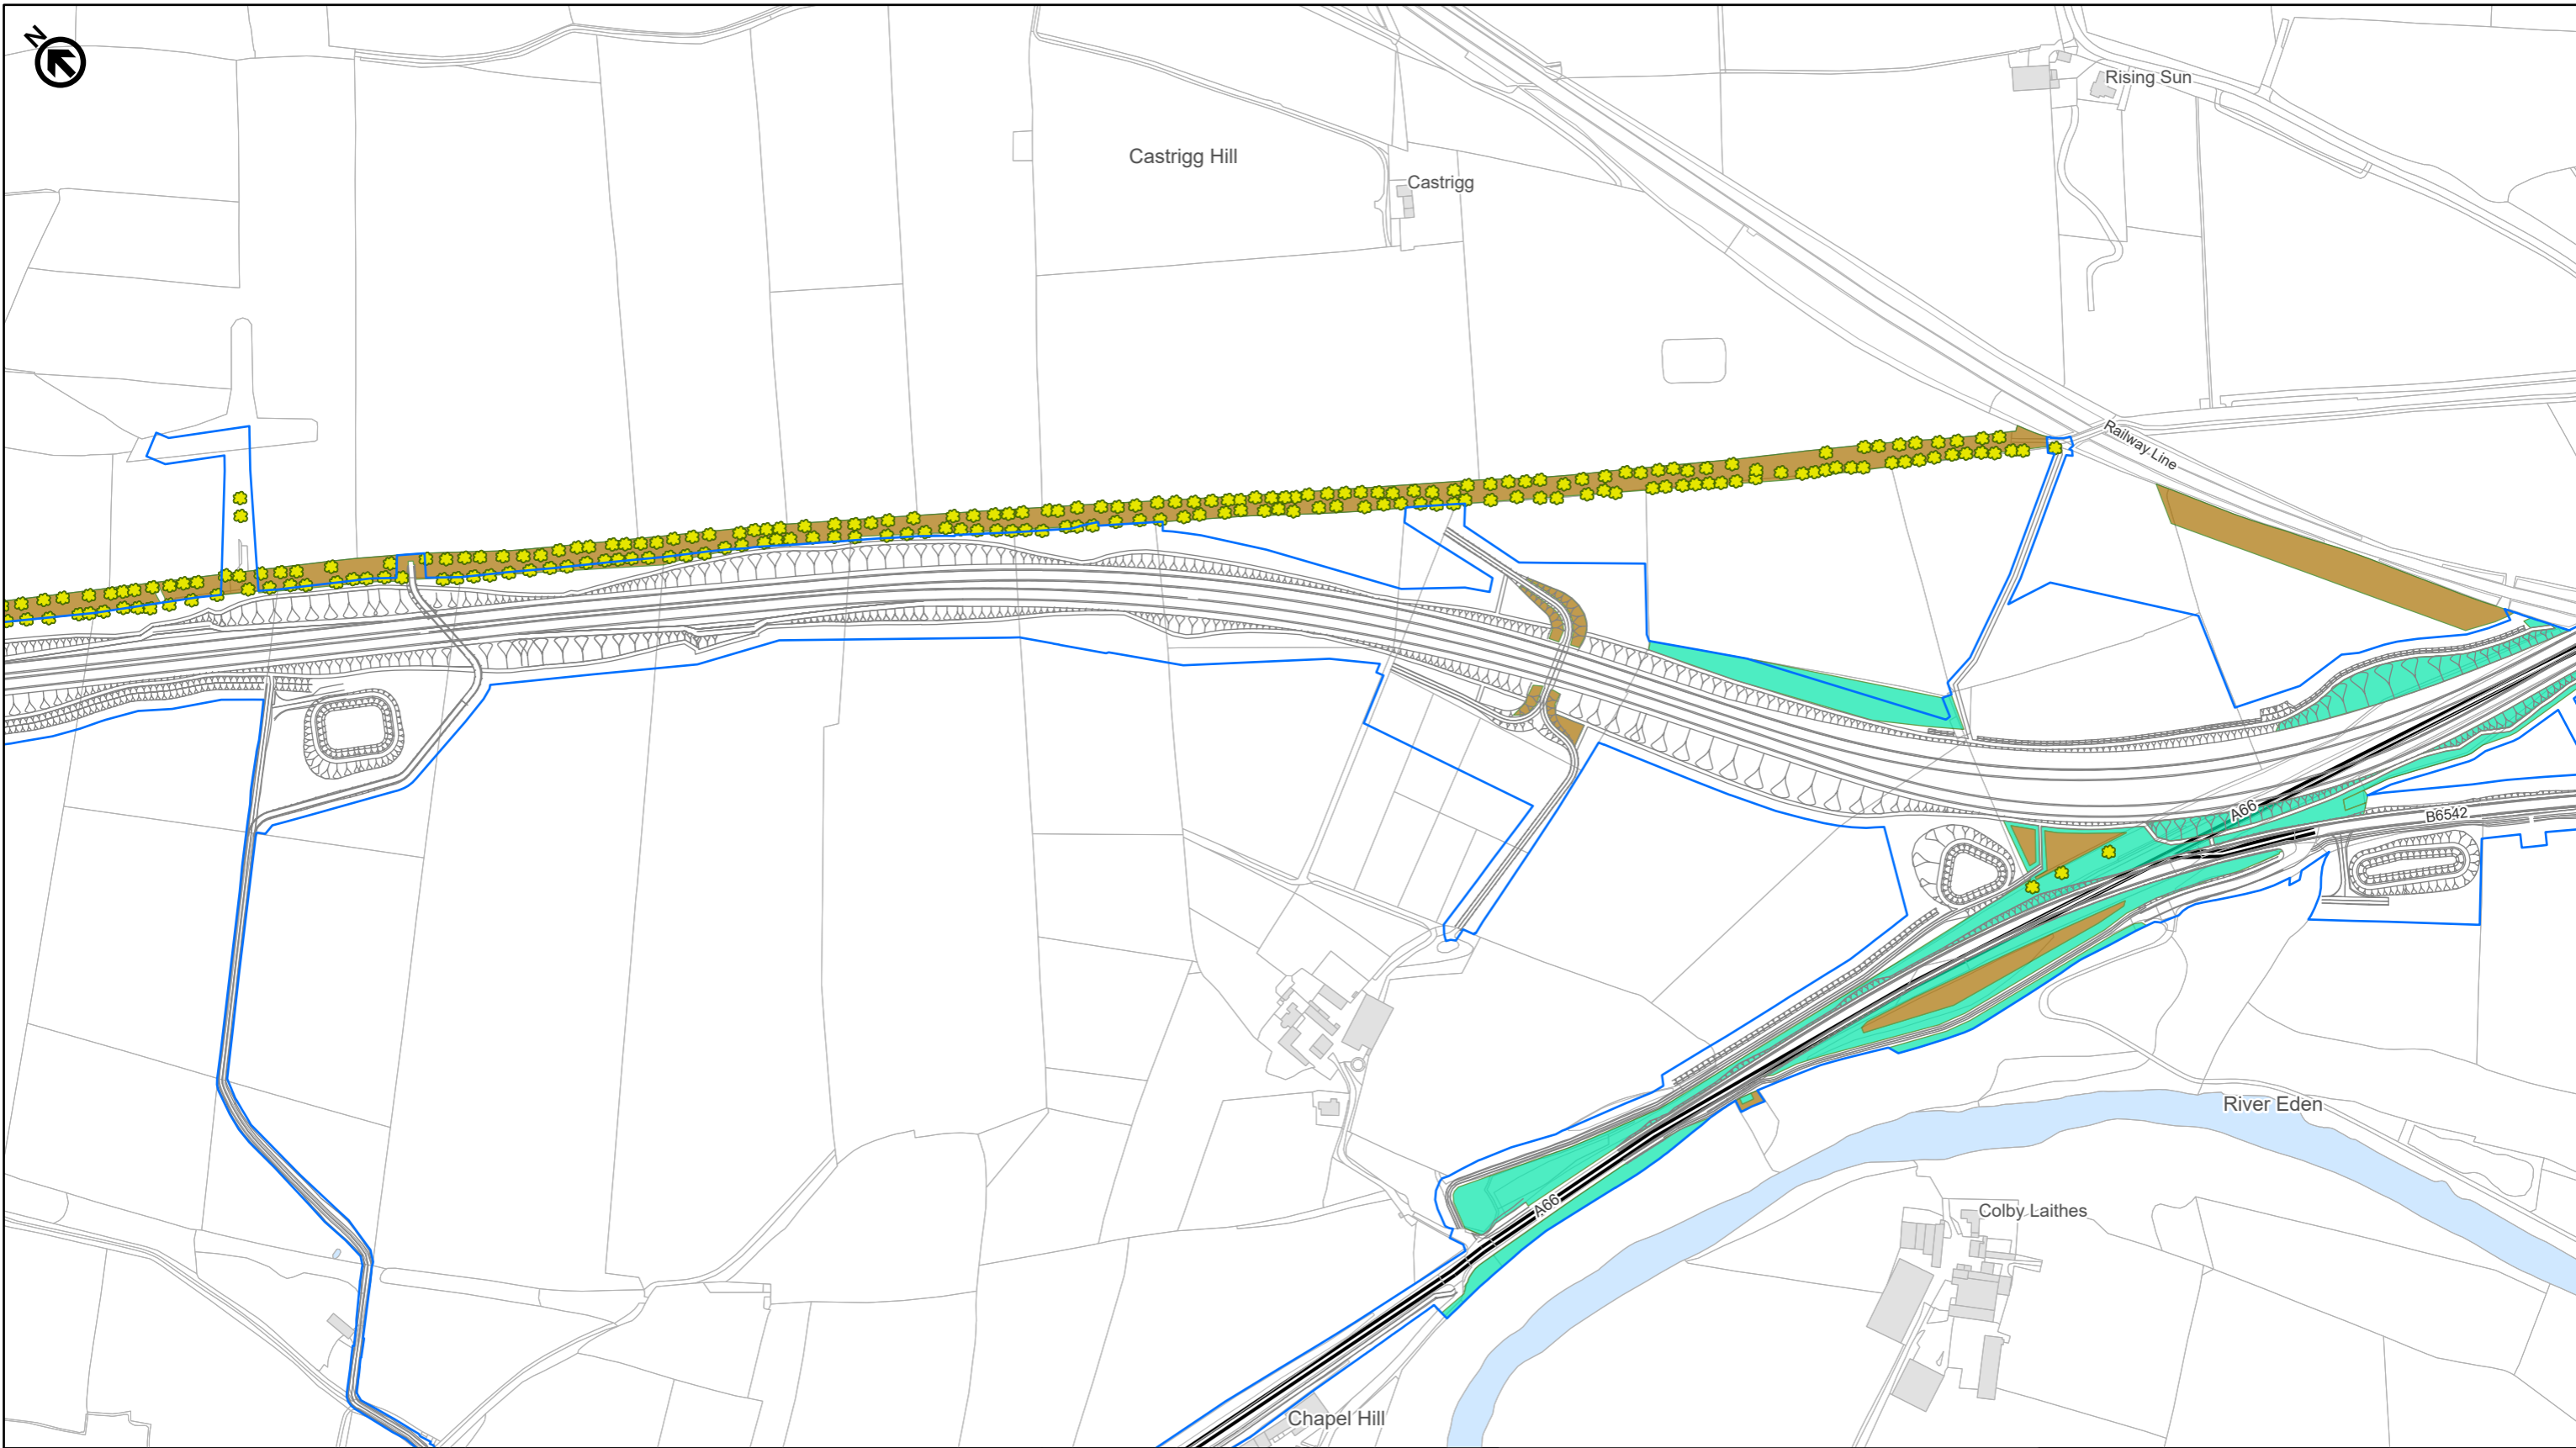 N
Rising Sun
Castrigg Hill
Castrigg
Railway Line
A66
B6542
River Eden
A66
Colby Laithes
Chapel Hill